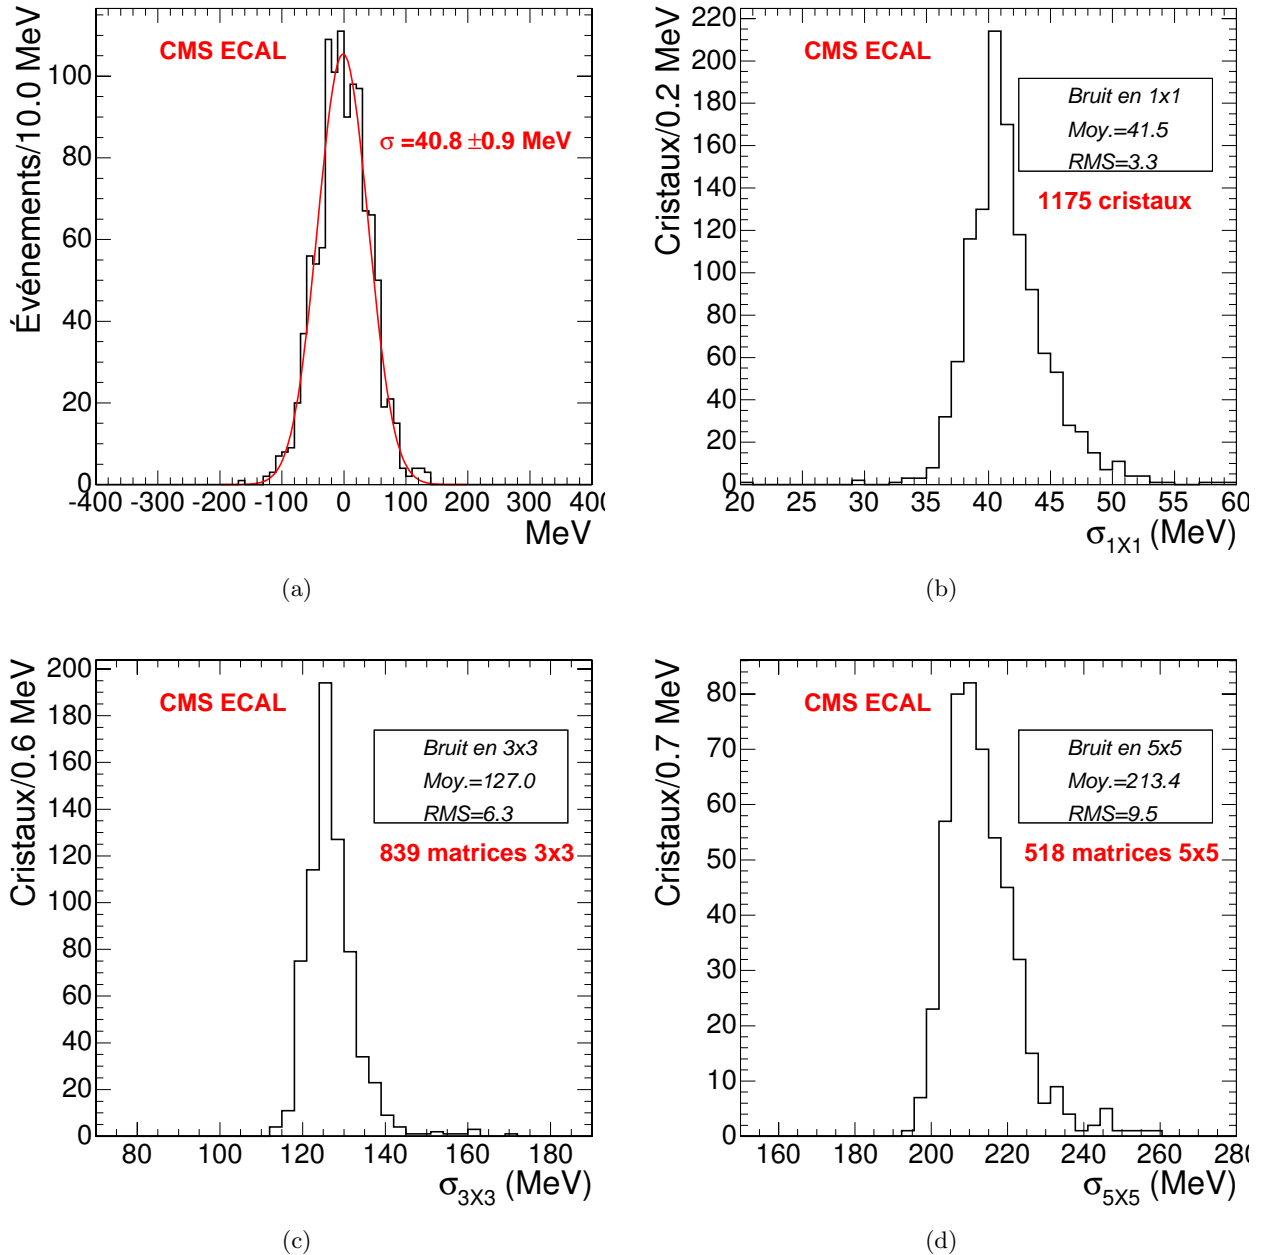 Événements/10.0 MeV
100
80
60
40
20
0
CMS ECAL
σ =40.8 ±0.9 MeV
-400 -300 -200 -100 0 100 200 300 400
MeV
(a)
Cristaux/0.2 MeV
220
200
180
160
140
120
100
80
60
40
20
0
CMS ECAL
Bruit en 1x1
Moy.=41.5
RMS=3.3
1175 cristaux
20 25 30 35 40 45 50 55 60
σ1X1 (MeV)
(b)
Cristaux/0.6 MeV
200
180
160
140
120
100
80
60
40
20
0
CMS ECAL
Bruit en 3x3
Moy.=127.0
RMS=6.3
839 matrices 3x3
80 100 120 140 160 180
σ3X3 (MeV)
(c)
Cristaux/0.7 MeV
80
70
60
50
40
30
20
10
0
CMS ECAL
Bruit en 5x5
Moy.=213.4
RMS=9.5
518 matrices 5x5
160 180 200 220 240 260 280
σ5X5 (MeV)
(d)